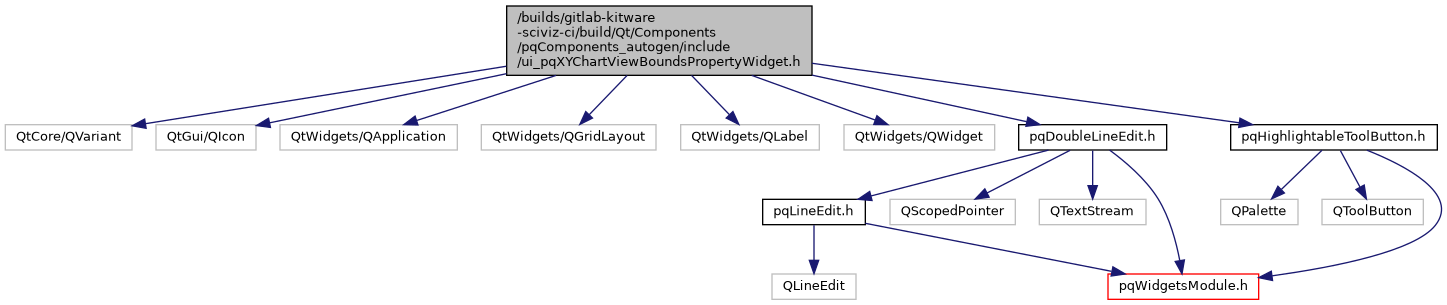 /builds/gitlab-kitware
-sciviz-ci/build/Qt/Components
/pqComponents_autogen/include
/ui_pqXYChartViewBoundsPropertyWidget.h
QtCore/QVariant
QtGui/QIcon
QtWidgets/QApplication
QtWidgets/QGridLayout
QtWidgets/QLabel
QtWidgets/QWidget
pqDoubleLineEdit.h
pqHighlightableToolButton.h
pqLineEdit.h
QScopedPointer
QTextStream
QPalette
QToolButton
QLineEdit
pqWidgetsModule.h